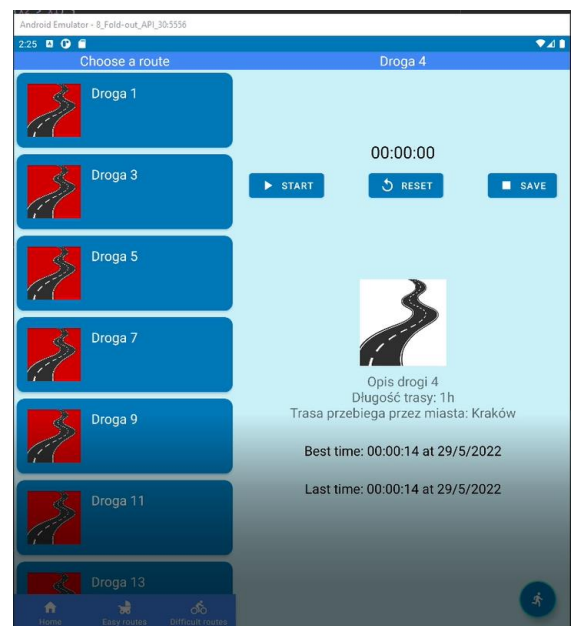 Android Emulator - 8_Fold-out_API_30:5556
2:25
Choose a route
Droga 1
Droga 3
Droga 5
Droga 7
Droga 9
Droga 11
Droga 13
Home
Easy routes
Difficult routes
Droga 4
00:00:00
START
RESET
SAVE
Opis drogi 4
Długość trasy: 1h
Trasa przebiega przez miasta: Kraków
Best time: 00:00:14 at 29/5/2022
Last time: 00:00:14 at 29/5/2022